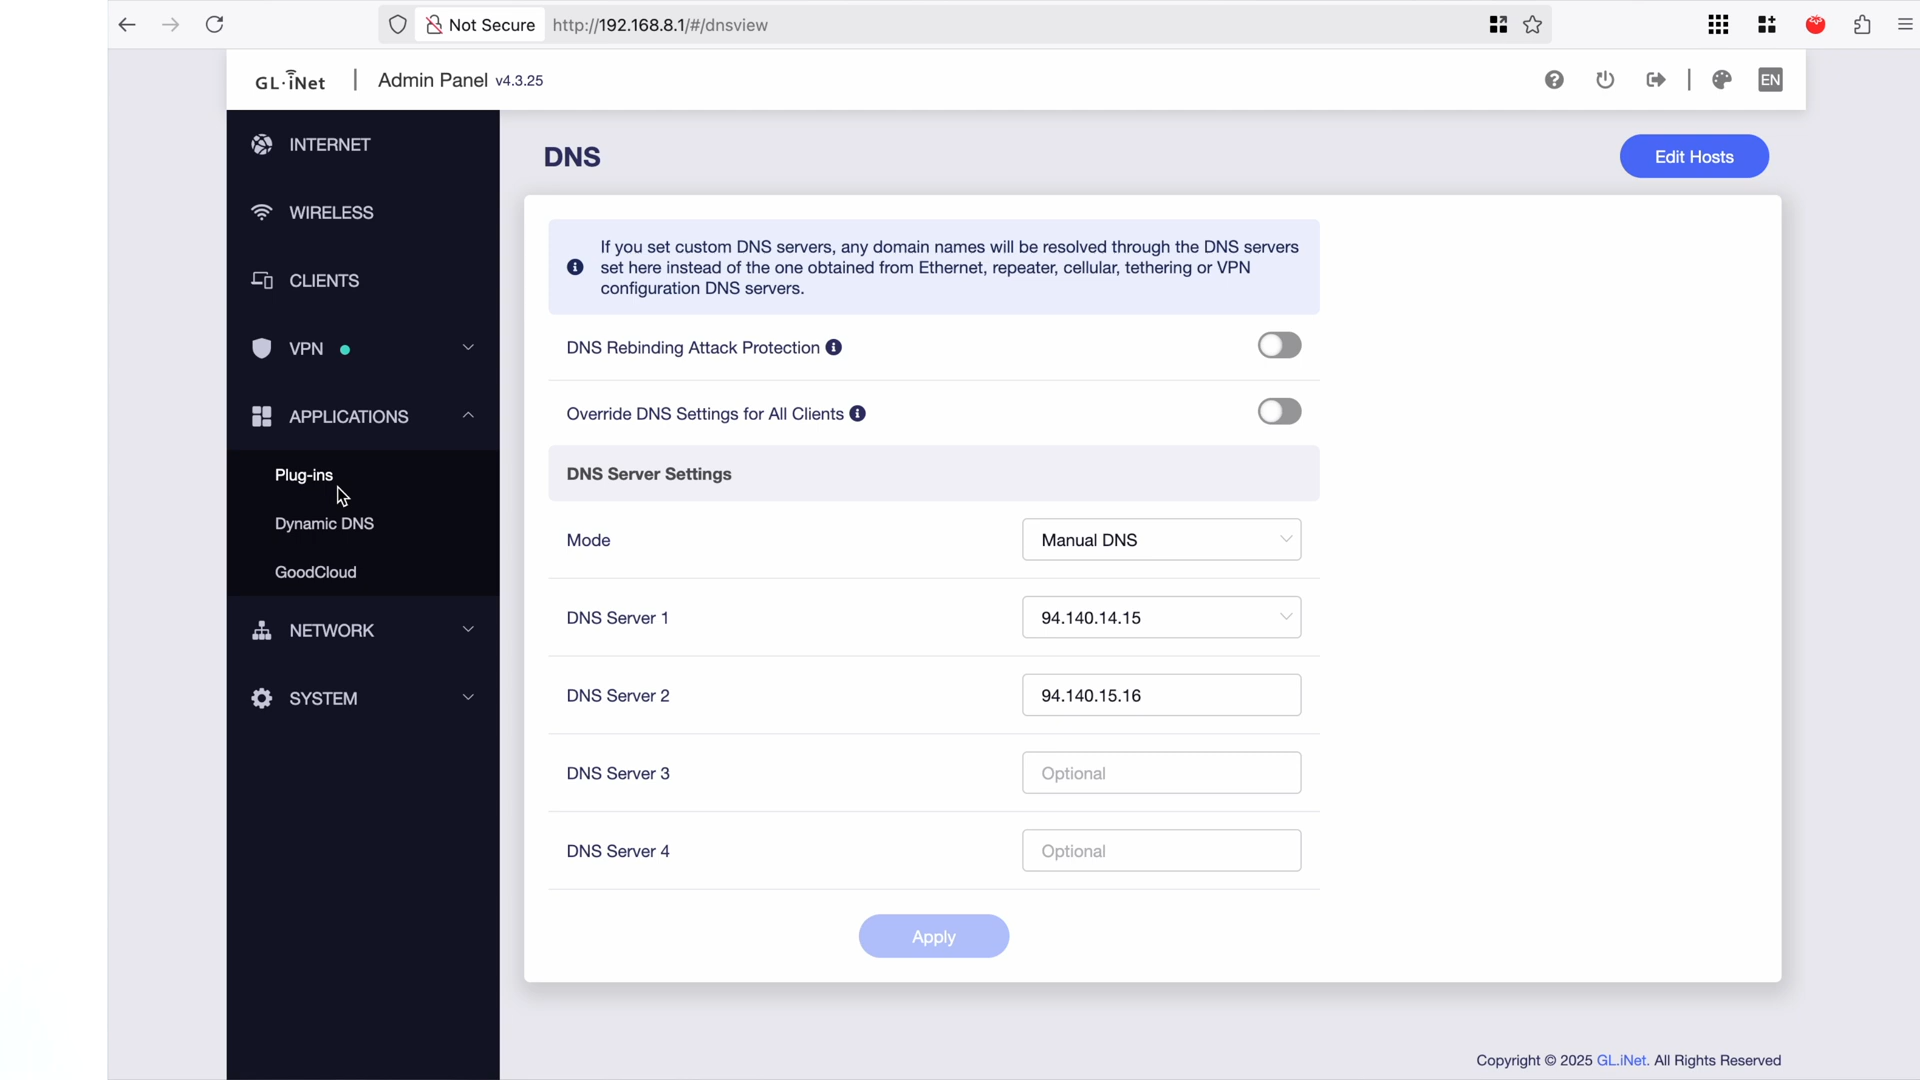 Not Secure http://192.168.8.1/#/dnsview
GL·iNet | Admin Panel v4.3.25
EN
INTERNET
WIRELESS
CLIENTS
VPN
APPLICATIONS
Plug-ins
Dynamic DNS
GoodCloud
NETWORK
SYSTEM
DNS
Edit Hosts
If you set custom DNS servers, any domain names will be resolved through the DNS servers
set here instead of the one obtained from Ethernet, repeater, cellular, tethering or VPN
configuration DNS servers.
DNS Rebinding Attack Protection
Override DNS Settings for All Clients
DNS Server Settings
Mode Manual DNS
DNS Server 1 94.140.14.15
DNS Server 2 94.140.15.16
DNS Server 3 Optional
DNS Server 4 Optional
Apply
Copyright © 2025 GL.iNet. All Rights Reserved